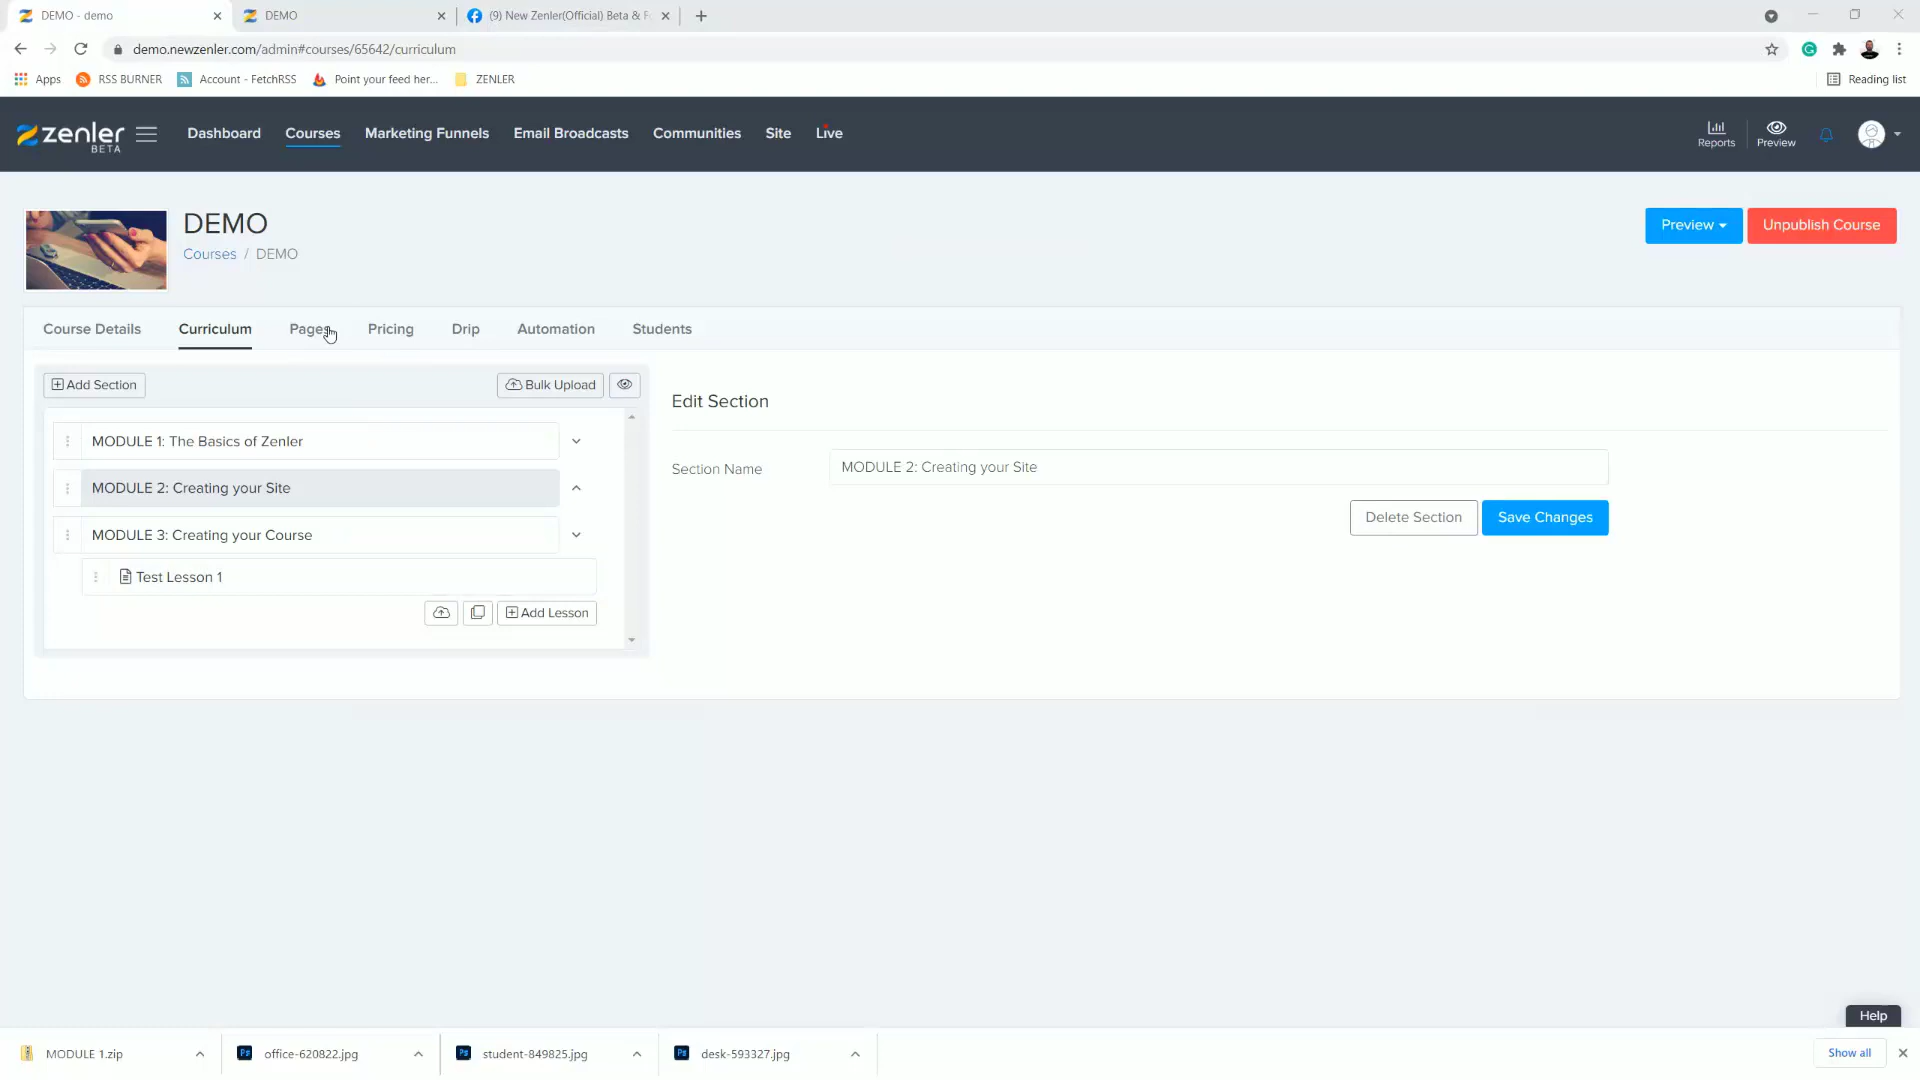 DEMO - demo
DEMO
(9) New Zenler(Official) Beta & F
demo.newzenler.com/admin#courses/65642/curriculum
Apps
RSS BURNER
Account - FetchRSS
Point your feed her...
ZENLER
Reading list
zenler
BETA
Dashboard
Courses
Marketing Funnels
Email Broadcasts
Communities
Site
Live
Reports
Preview
DEMO
Courses / DEMO
Preview
Unpublish Course
Course Details
Curriculum
Pages
Pricing
Drip
Automation
Students
Add Section
Bulk Upload
MODULE 1: The Basics of Zenler
MODULE 2: Creating your Site
MODULE 3: Creating your Course
Test Lesson 1
Add Lesson
Edit Section
Section Name
MODULE 2: Creating your Site
Delete Section
Save Changes
Help
MODULE 1.zip
office-620822.jpg
student-849825.jpg
desk-593327.jpg
Show all